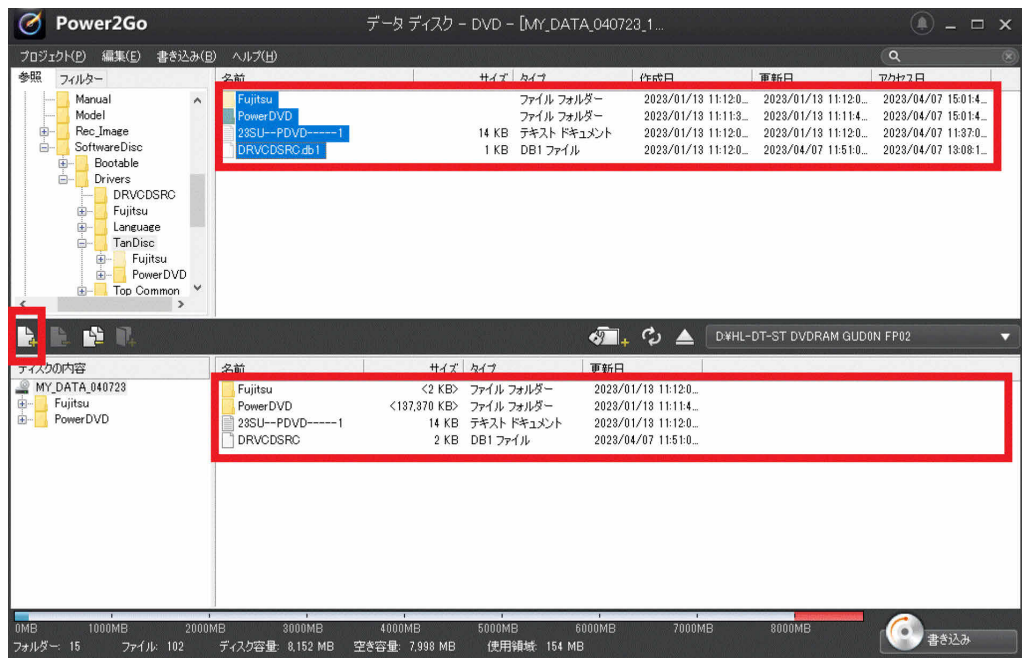 Power2Go
データ ディスク - DVD - [MY_DATA_040723_1...
プロジェクト(P) 編集(E) 書き込み(B) ヘルプ(H)
参照 フィルター
名前 サイズ タイプ 作成日 更新日 アクセス日
Manual
Model
Rec_Image
SoftwareDisc
Bootable
Drivers
DRVCDSRC
Fujitsu
Language
TanDisc
Fujitsu
PowerDVD
Top Common
Fujitsu ファイル フォルダー 2023/01/13 11:12:0... 2023/01/13 11:12:0... 2023/04/07 15:01:4...
PowerDVD ファイル フォルダー 2023/01/13 11:11:3... 2023/01/13 11:11:4... 2023/04/07 15:01:4...
23SU--PDVD-----1 14 KB テキスト ドキュメント 2023/01/13 11:12:0... 2023/01/13 11:12:0... 2023/04/07 11:37:0...
DRVCDSRC.db1 1 KB DB1 ファイル 2023/01/13 11:12:0... 2023/04/07 11:51:0... 2023/04/07 13:08:1...
D:¥HL-DT-ST DVDRAM GUD0N FP02
ディスクの内容
MY_DATA_040723
Fujitsu
PowerDVD
名前 サイズ タイプ 更新日
Fujitsu <2 KB> ファイル フォルダー 2023/01/13 11:12:0...
PowerDVD <137,370 KB> ファイル フォルダー 2023/01/13 11:11:4...
23SU--PDVD-----1 14 KB テキスト ドキュメント 2023/01/13 11:12:0...
DRVCDSRC 2 KB DB1 ファイル 2023/04/07 11:51:0...
0MB 1000MB 2000MB 3000MB 4000MB 5000MB 6000MB 7000MB 8000MB
フォルダー: 15 ファイル: 102 ディスク容量: 8,152 MB 空き容量: 7,998 MB 使用領域: 154 MB
書き込み